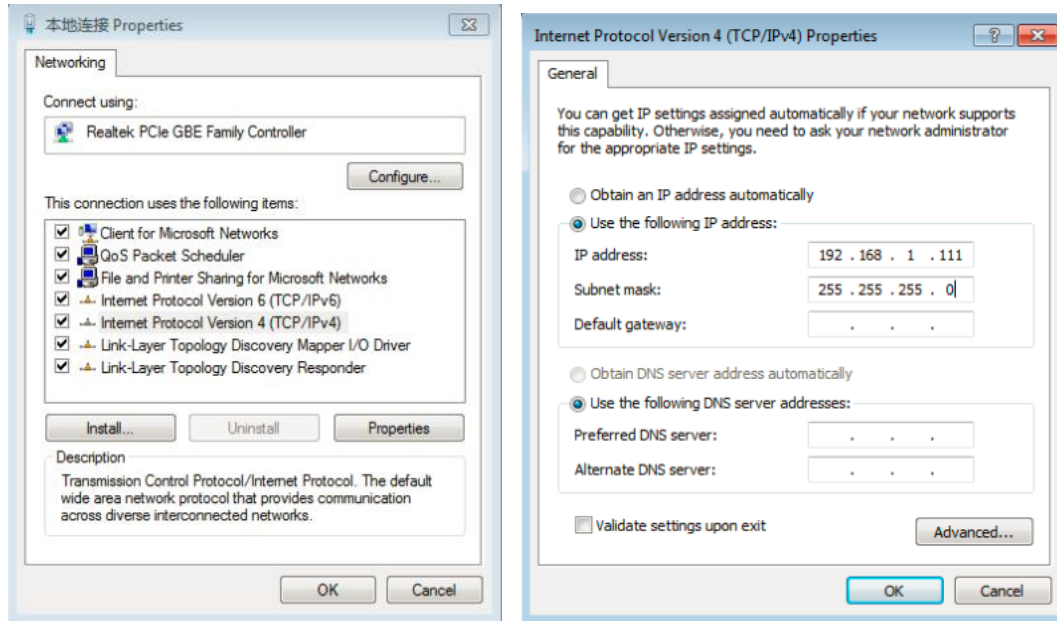 本地连接 Properties
Networking
Connect using:
Realtek PCIe GBE Family Controller
Configure...
This connection uses the following items:
Client for Microsoft Networks
QoS Packet Scheduler
File and Printer Sharing for Microsoft Networks
Internet Protocol Version 6 (TCP/IPv6)
Internet Protocol Version 4 (TCP/IPv4)
Link-Layer Topology Discovery Mapper I/O Driver
Link-Layer Topology Discovery Responder
Install... Uninstall Properties
Description
Transmission Control Protocol/Internet Protocol. The default
wide area network protocol that provides communication
across diverse interconnected networks.
OK Cancel
Internet Protocol Version 4 (TCP/IPv4) Properties
General
You can get IP settings assigned automatically if your network supports
this capability. Otherwise, you need to ask your network administrator
for the appropriate IP settings.
Obtain an IP address automatically
Use the following IP address:
IP address: 192 . 168 . 1 . 111
Subnet mask: 255 . 255 . 255 . 0
Default gateway: . . .
Obtain DNS server address automatically
Use the following DNS server addresses:
Preferred DNS server: . . .
Alternate DNS server: . . .
Validate settings upon exit
Advanced...
OK Cancel